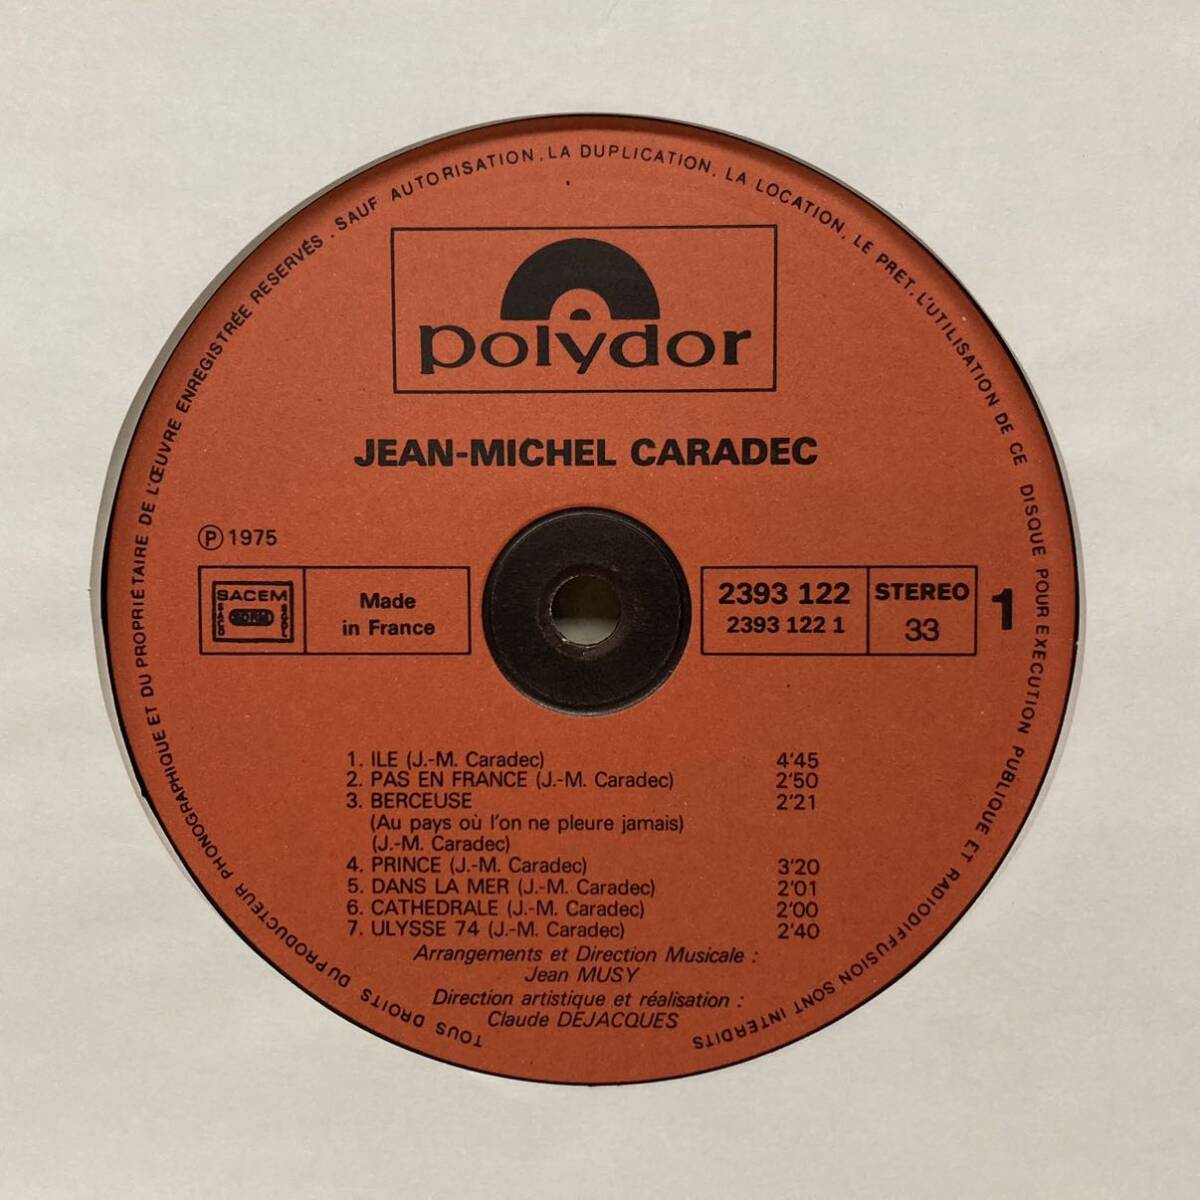 TOUS DROITS DU PRODUCTEUR PHONOGRAPHIQUE ET DU PROPRIÉTAIRE DE L'ŒUVRE ENREGISTRÉE RESERVÉS . SAUF AUTORISATION . LA DUPLICATION . LA LOCATION . LE PRET . L'UTILISATION DE CE DISQUE POUR EXECUTION PUBLIQUE ET RADIODIFFUSION SONT INTERDITS
polydor
JEAN-MICHEL CARADEC
Ⓟ 1975
SACEM
Made
in France
2393 122
2393 122 1
STEREO
33
1
1. ILE (J.-M. Caradec) 4'45
2. PAS EN FRANCE (J.-M. Caradec) 2'50
3. BERCEUSE 2'21
(Au pays où l'on ne pleure jamais)
(J.-M. Caradec)
4. PRINCE (J.-M. Caradec) 3'20
5. DANS LA MER (J.-M. Caradec) 2'01
6. CATHEDRALE (J.-M. Caradec) 2'00
7. ULYSSE 74 (J.-M. Caradec) 2'40
Arrangements et Direction Musicale :
Jean MUSY
Direction artistique et réalisation :
Claude DEJACQUES